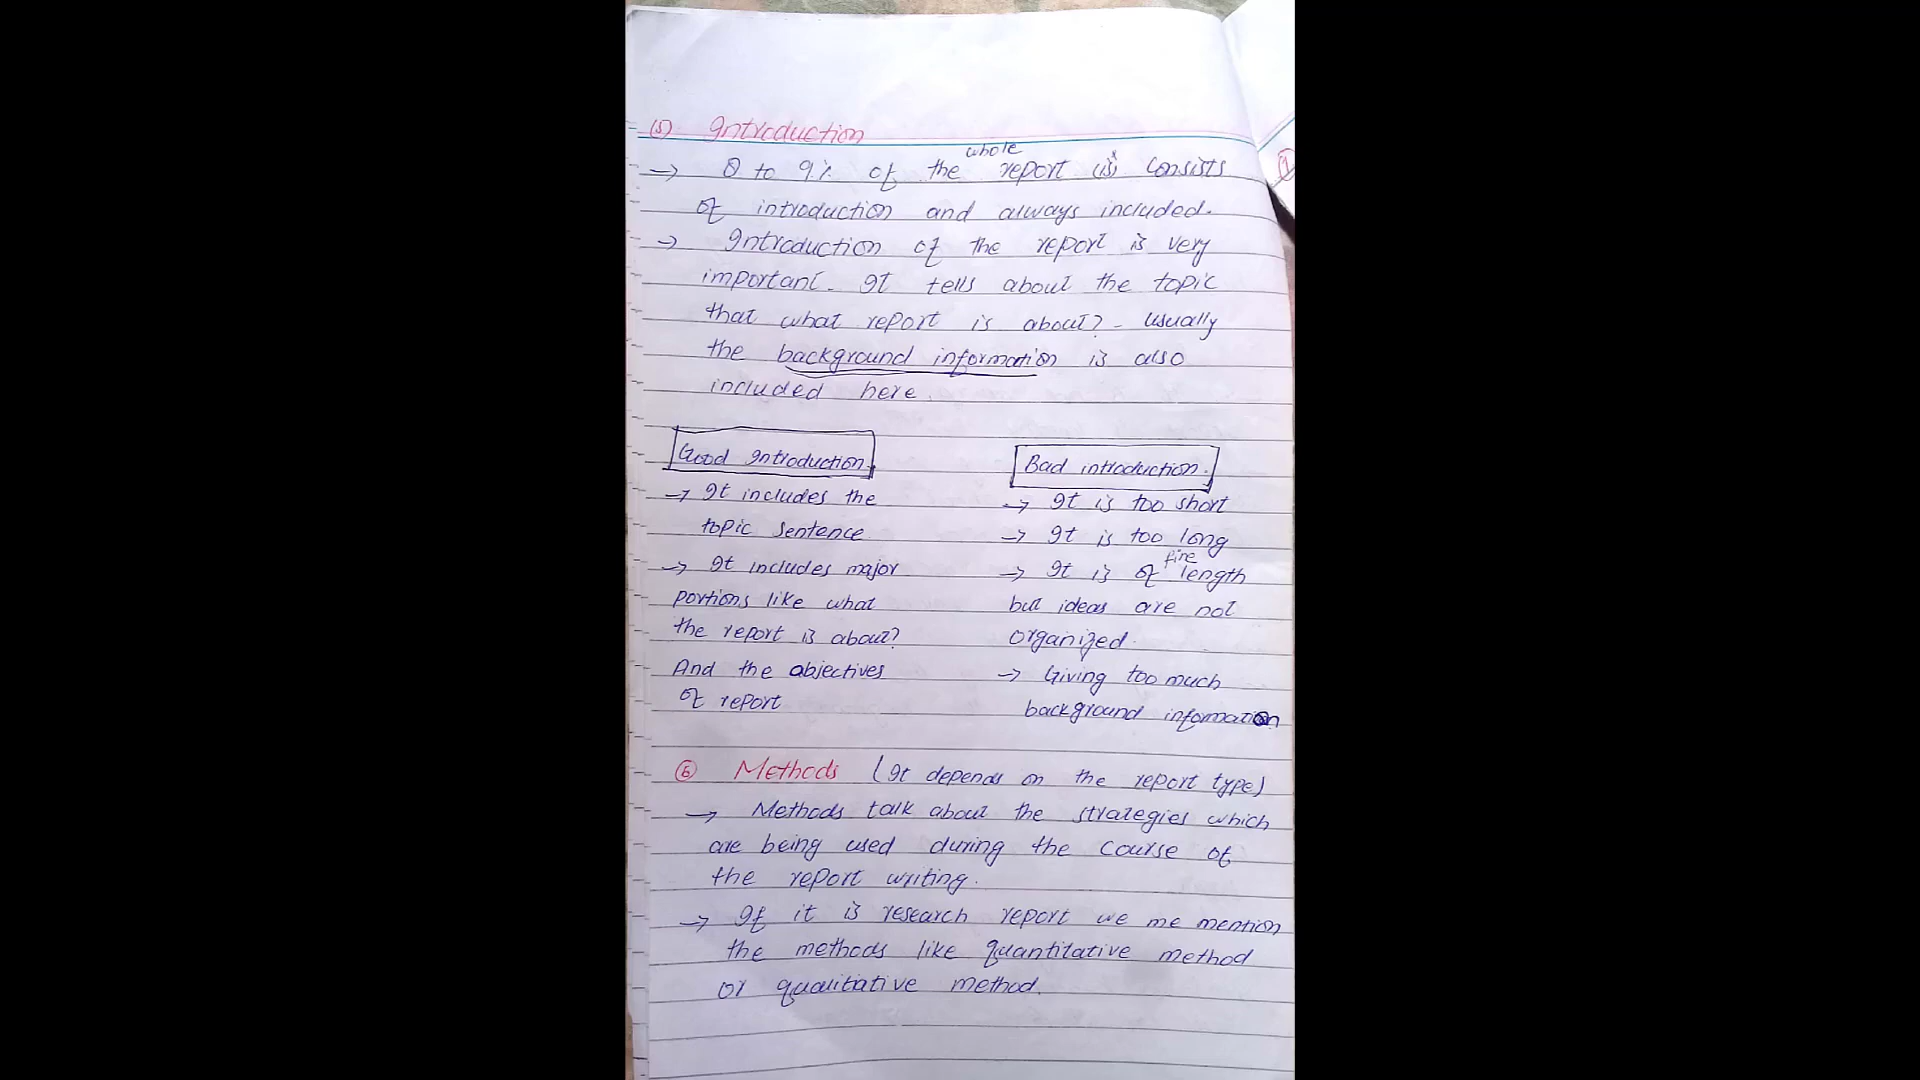 (5) Introduction
→ 8 to 9% of the whole report (is) consists
of introduction and always included.
→ Introduction of the report is very
important. It tells about the topic
that what report is about? Usually
the background information is also
included here.
Good Introduction.
→ It includes the
topic sentence
→ It includes major
portions like what
the report is about?
And the objectives
of report
Bad introduction.
→ It is too short
→ It is too long
→ It is of fine length
but ideas are not
organized.
→ Giving too much
background information
(6) Methods (It depends on the report type)
→ Methods talk about the strategies which
are being used during the course of
the report writing.
→ If it is research report we me mention
the methods like quantitative method
or qualitative method.